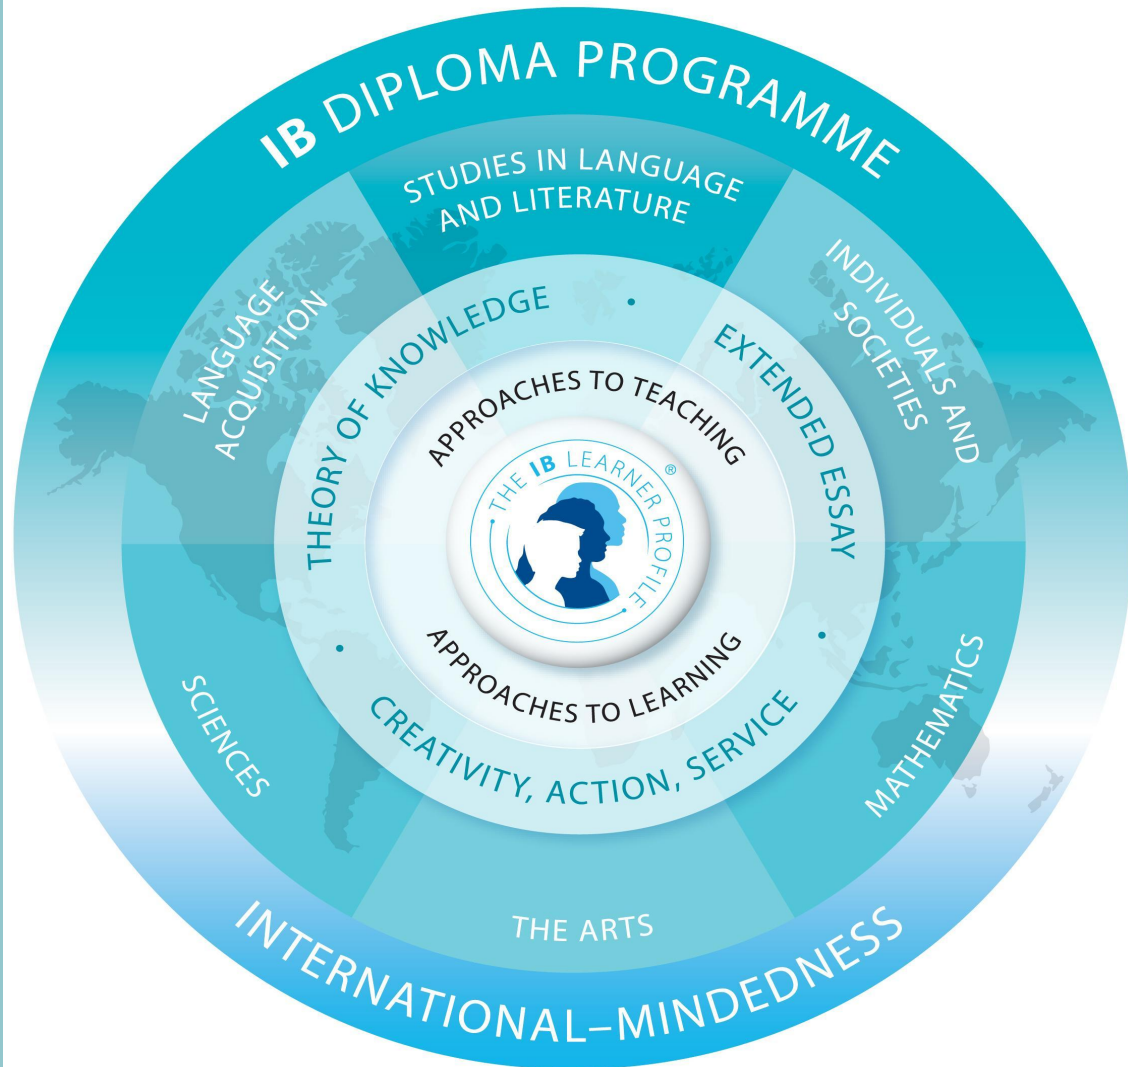 IB DIPLOMA PROGRAMME
STUDIES IN LANGUAGE
AND LITERATURE
LANGUAGE
ACQUISITION
INDIVIDUALS AND
SOCIETIES
THEORY OF KNOWLEDGE
·
EXTENDED ESSAY
APPROACHES TO TEACHING
THE IB LEARNER PROFILE ®
APPROACHES TO LEARNING
·
CREATIVITY, ACTION, SERVICE
·
SCIENCES
MATHEMATICS
THE ARTS
INTERNATIONAL–MINDEDNESS